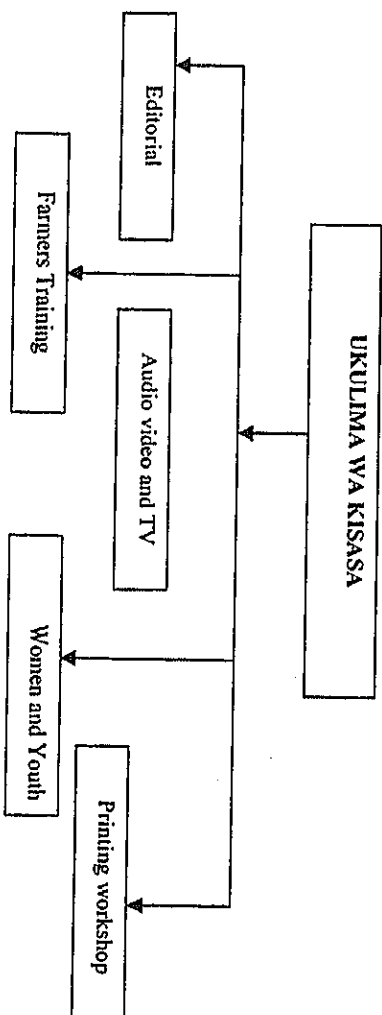 UKULIMA WA KISASA
Editorial
Farmers Training
Audio video and TV
Women and Youth
Printing workshop